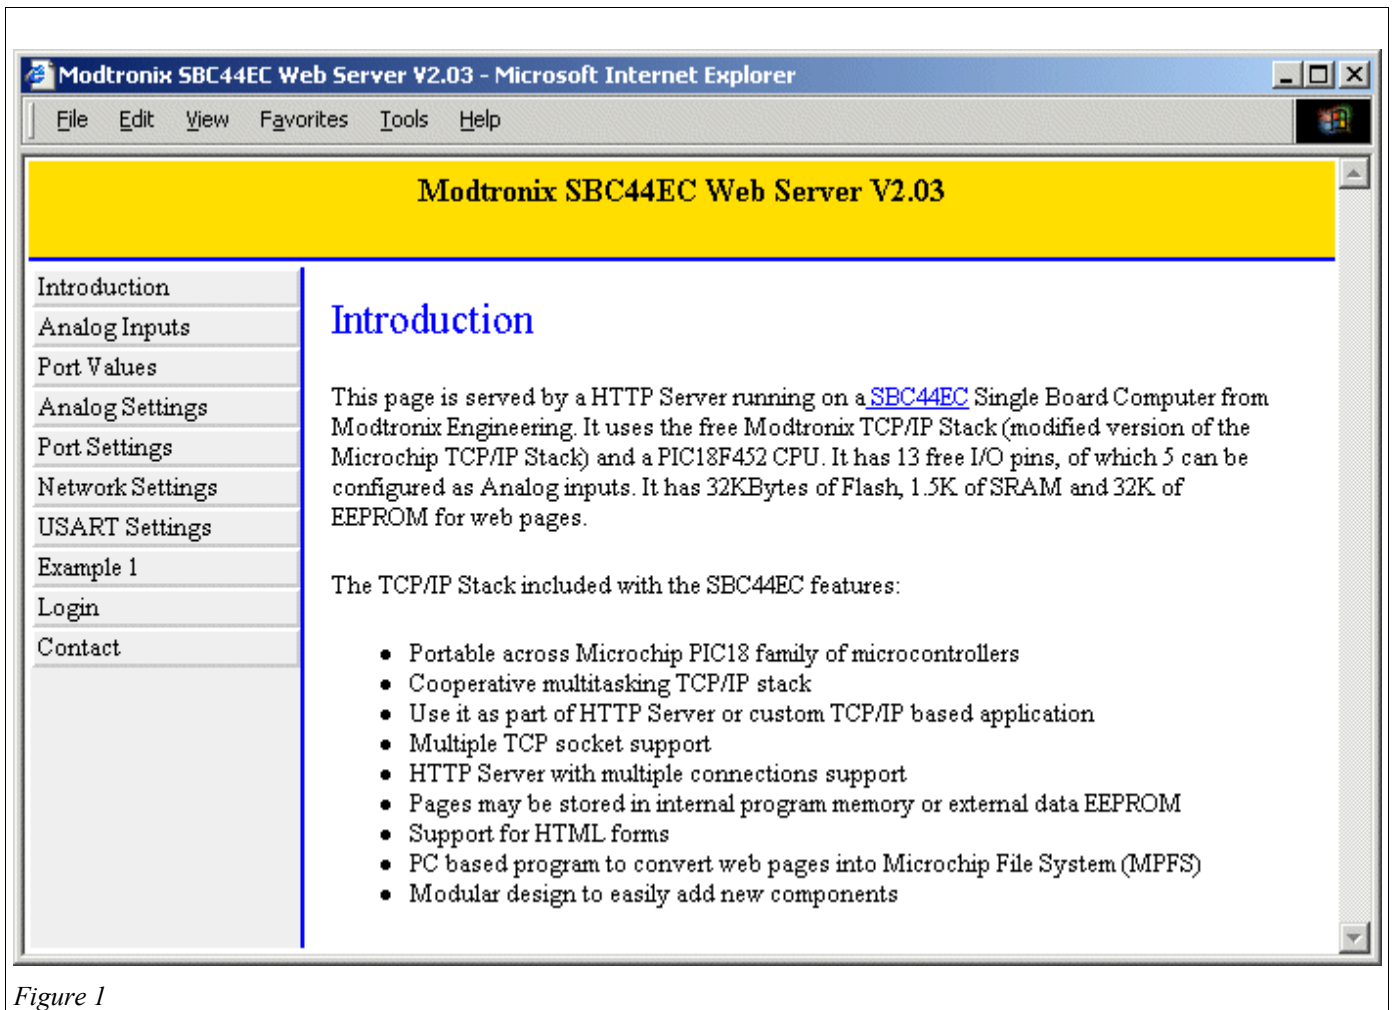 Modtronix SBC44EC Web Server V2.03 - Microsoft Internet Explorer
File Edit View Favorites Tools Help
Modtronix SBC44EC Web Server V2.03
Introduction
Analog Inputs
Port Values
Analog Settings
Port Settings
Network Settings
USART Settings
Example 1
Login
Contact
Introduction
This page is served by a HTTP Server running on a SBC44EC Single Board Computer from
Modtronix Engineering. It uses the free Modtronix TCP/IP Stack (modified version of the
Microchip TCP/IP Stack) and a PIC18F452 CPU. It has 13 free I/O pins, of which 5 can be
configured as Analog inputs. It has 32KBytes of Flash, 1.5K of SRAM and 32K of
EEPROM for web pages.
The TCP/IP Stack included with the SBC44EC features:
• Portable across Microchip PIC18 family of microcontrollers
• Cooperative multitasking TCP/IP stack
• Use it as part of HTTP Server or custom TCP/IP based application
• Multiple TCP socket support
• HTTP Server with multiple connections support
• Pages may be stored in internal program memory or external data EEPROM
• Support for HTML forms
• PC based program to convert web pages into Microchip File System (MPFS)
• Modular design to easily add new components
Figure 1